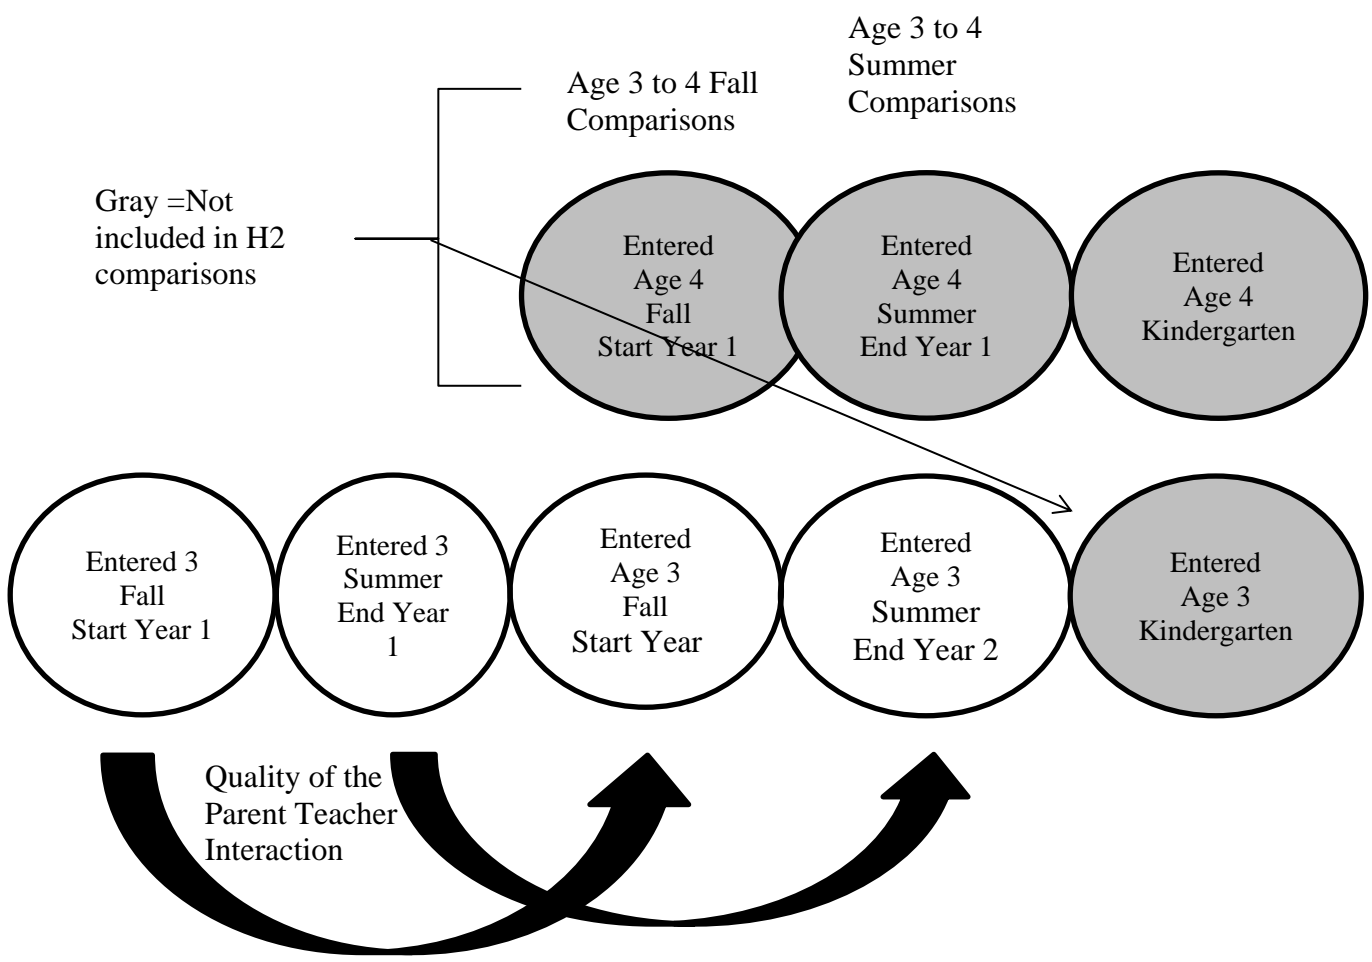 Age 3 to 4
Summer
Comparisons
Age 3 to 4 Fall
Comparisons
Gray =Not
included in H2
comparisons
Entered
Age 4
Fall
Start Year 1
Entered
Age 4
Summer
End Year 1
Entered
Age 4
Kindergarten
Entered 3
Fall
Start Year 1
Entered 3
Summer
End Year
1
Entered
Age 3
Fall
Start Year
Entered
Age 3
Summer
End Year 2
Entered
Age 3
Kindergarten
Quality of the
Parent Teacher
Interaction